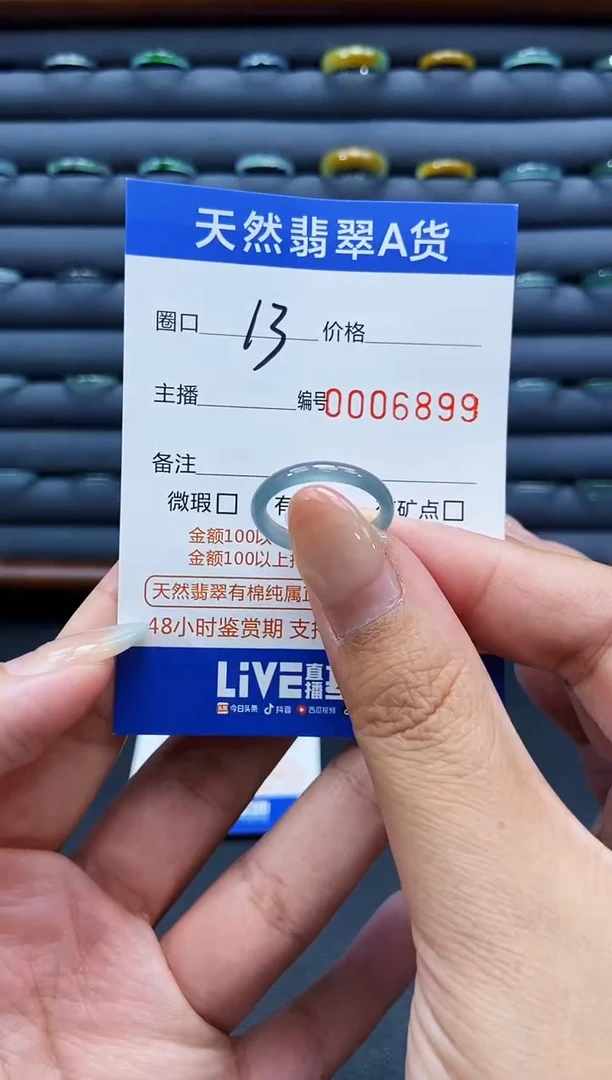 天然翡翠A货
圈口 13 价格
主播 编号0006899
备注
微瑕 有 矿点
金额100以
金额100以上
天然翡翠有棉纯属正
48小时鉴赏期 支持
LiVE直播
今日头条 抖音 西瓜视频